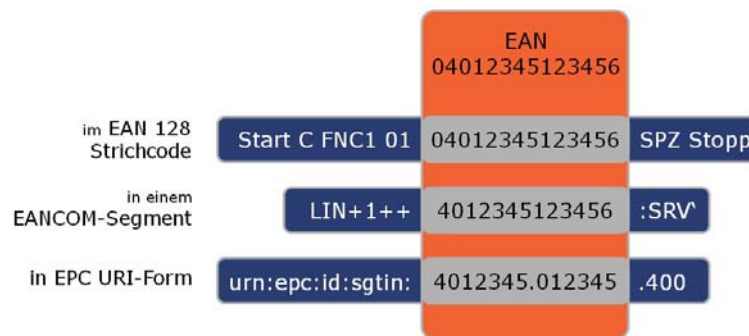 EAN
04012345123456
im EAN 128
Strichcode
Start C FNC1 01 04012345123456 SPZ Stopp
in einem
EANCOM-Segment
LIN+1++ 4012345123456 :SRV‛
in EPC URI-Form urn:epc:id:sgtin: 4012345.012345 .400